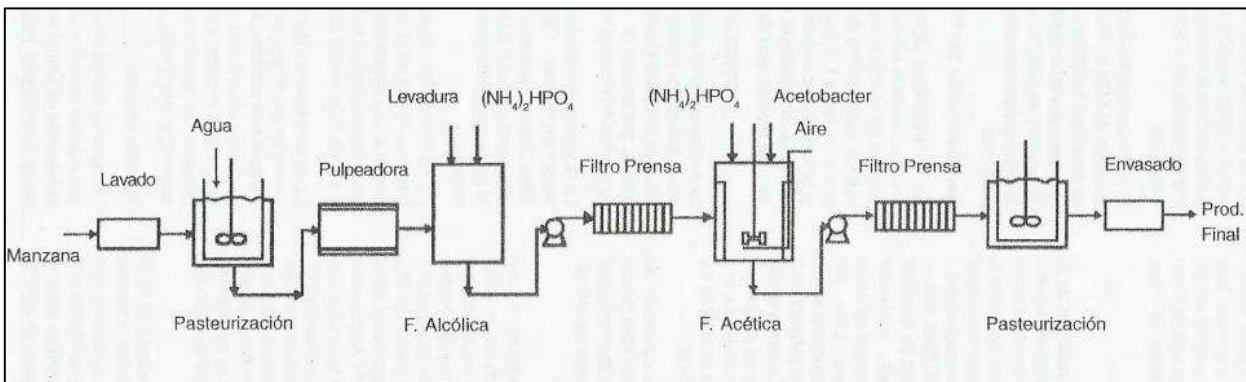 Levadura (NH4)2HPO4
(NH4)2HPO4 Acetobacter
Agua
Aire
Lavado
Pulpeadora
Filtro Prensa
Filtro Prensa
Envasado
Manzana
Prod.
Final
Pasteurización
F. Alcólica
F. Acética
Pasteurización